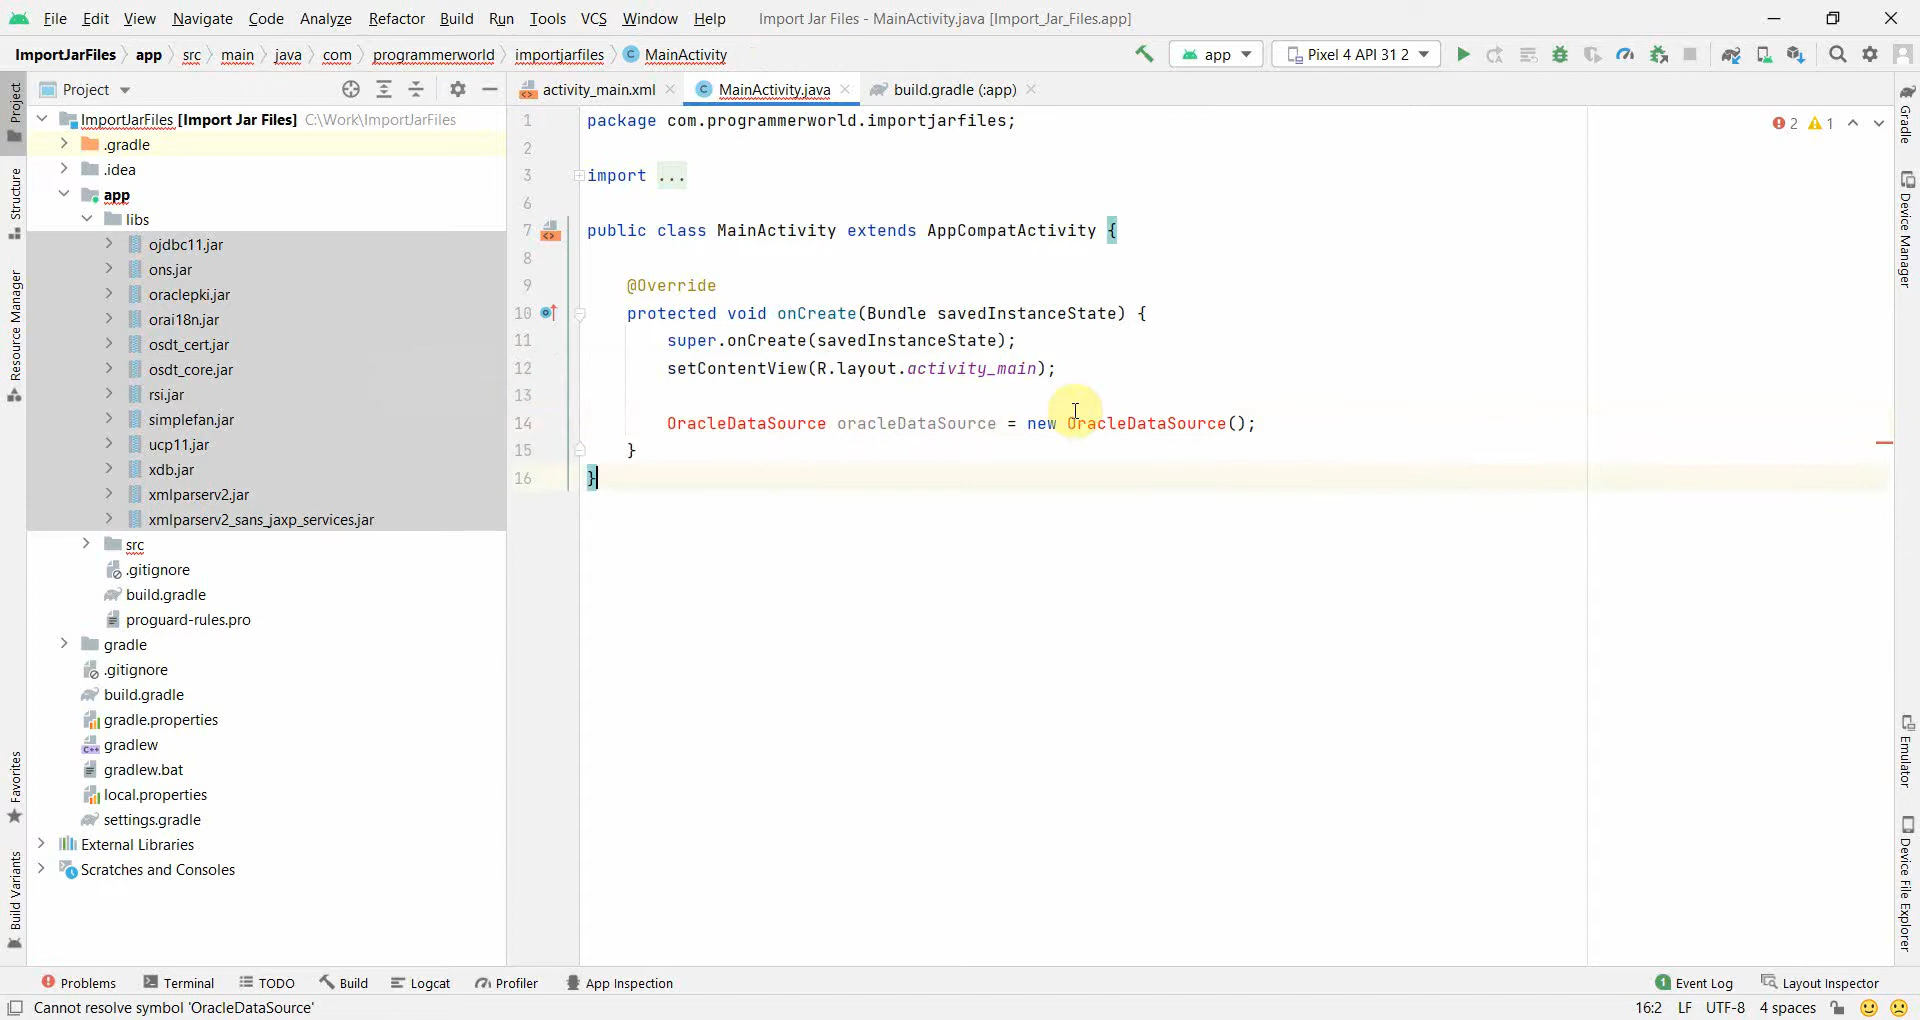 File Edit View Navigate Code Analyze Refactor Build Run Tools VCS Window Help Import Jar Files - MainActivity.java [Import_Jar_Files.app]
ImportJarFiles app src main java com programmerworld importjarfiles MainActivity app Pixel 4 API 31 2
Project
activity_main.xml MainActivity.java build.gradle (:app)
ImportJarFiles [Import Jar Files] C:\Work\ImportJarFiles
.gradle
.idea
app
libs
ojdbc11.jar
ons.jar
oraclepki.jar
orai18n.jar
osdt_cert.jar
osdt_core.jar
rsi.jar
simplefan.jar
ucp11.jar
xdb.jar
xmlparserv2.jar
xmlparserv2_sans_jaxp_services.jar
src
.gitignore
build.gradle
proguard-rules.pro
gradle
.gitignore
build.gradle
gradle.properties
gradlew
gradlew.bat
local.properties
settings.gradle
External Libraries
Scratches and Consoles
1 package com.programmerworld.importjarfiles;
2
3 import ...
6
7 public class MainActivity extends AppCompatActivity {
8
9 @Override
10 protected void onCreate(Bundle savedInstanceState) {
11 super.onCreate(savedInstanceState);
12 setContentView(R.layout.activity_main);
13
14 OracleDataSource oracleDataSource = new OracleDataSource();
15 }
16 }
2 1
Project
Structure
Resource Manager
Favorites
Build Variants
Gradle
Device Manager
Emulator
Device File Explorer
Problems Terminal TODO Build Logcat Profiler App Inspection 1 Event Log Layout Inspector
Cannot resolve symbol 'OracleDataSource' 16:2 LF UTF-8 4 spaces